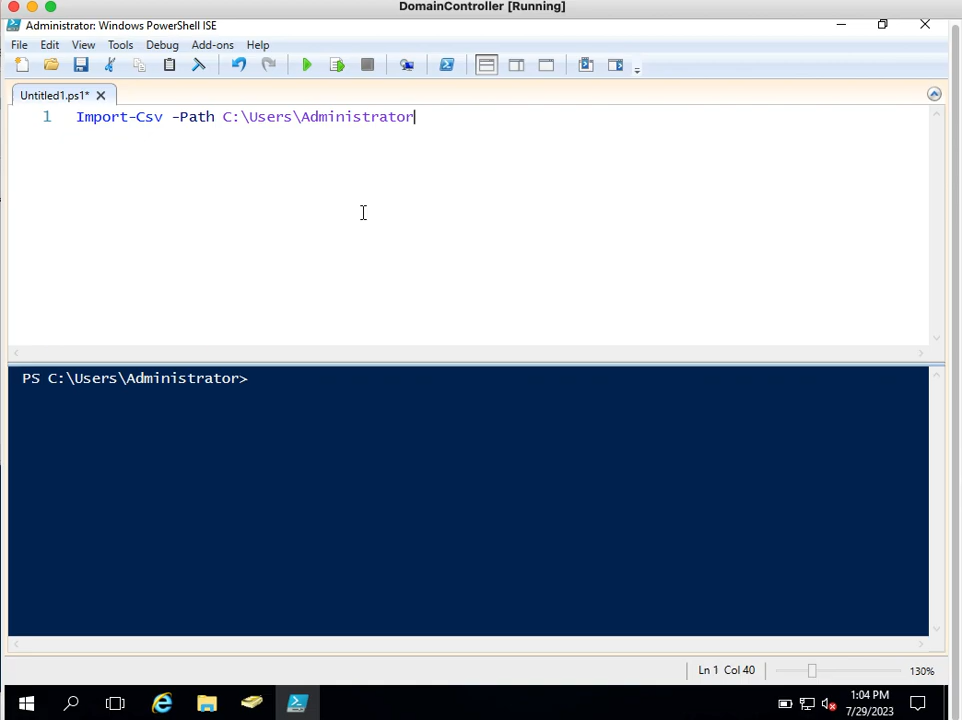 DomainController [Running]
Administrator: Windows PowerShell ISE
File Edit View Tools Debug Add-ons Help
Untitled1.ps1*
1 Import-Csv -Path C:\Users\Administrator
PS C:\Users\Administrator>
Ln 1 Col 40
130%
1:04 PM
7/29/2023